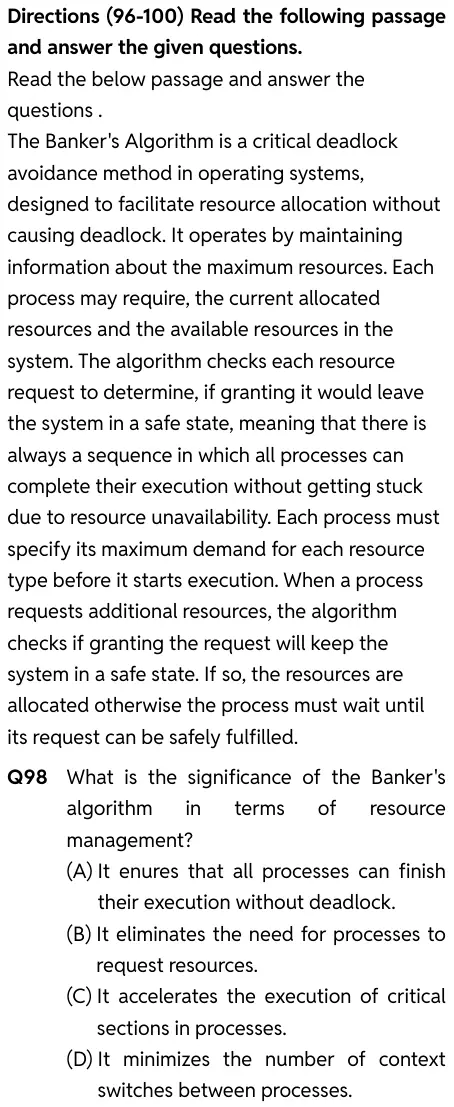 Directions (96-100) Read the following passage
and answer the given questions.
Read the below passage and answer the
questions .
The Banker's Algorithm is a critical deadlock
avoidance method in operating systems,
designed to facilitate resource allocation without
causing deadlock. It operates by maintaining
information about the maximum resources. Each
process may require, the current allocated
resources and the available resources in the
system. The algorithm checks each resource
request to determine, if granting it would leave
the system in a safe state, meaning that there is
always a sequence in which all processes can
complete their execution without getting stuck
due to resource unavailability. Each process must
specify its maximum demand for each resource
type before it starts execution. When a process
requests additional resources, the algorithm
checks if granting the request will keep the
system in a safe state. If so, the resources are
allocated otherwise the process must wait until
its request can be safely fulfilled.
Q98 What is the significance of the Banker's
algorithm in terms of resource
management?
(A) It enures that all processes can finish
their execution without deadlock.
(B) It eliminates the need for processes to
request resources.
(C) It accelerates the execution of critical
sections in processes.
(D) It minimizes the number of context
switches between processes.